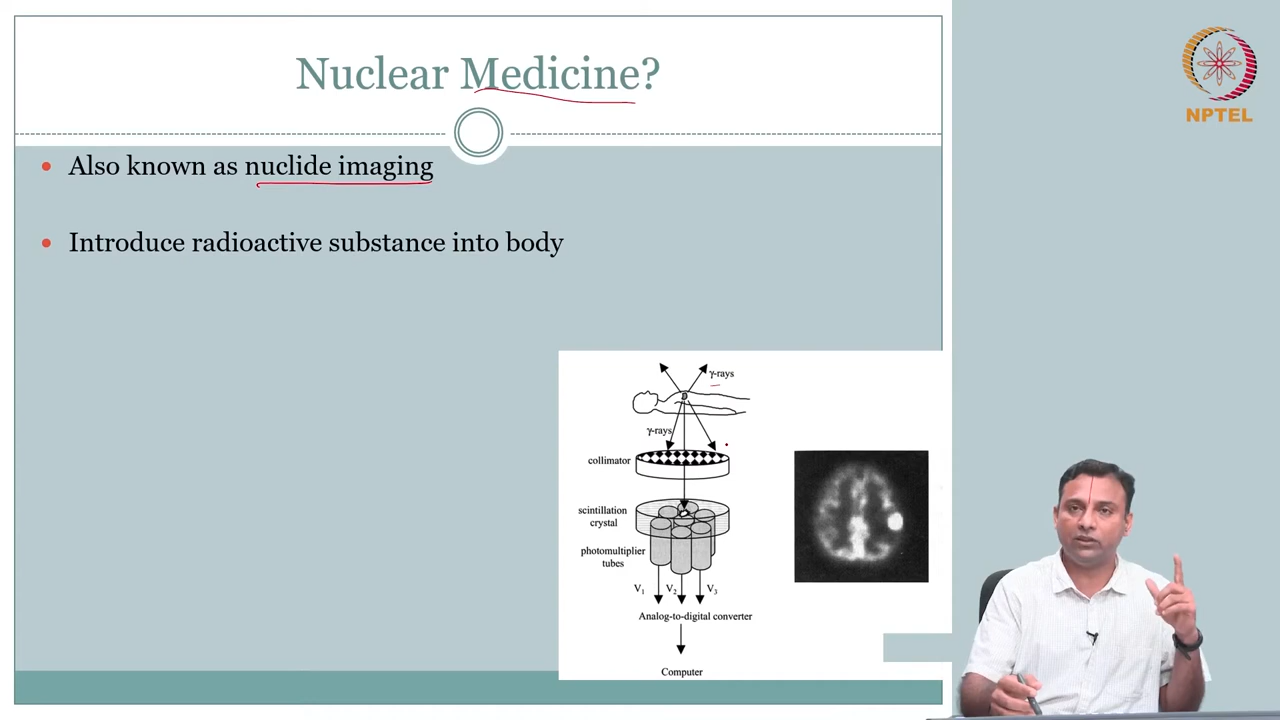 Nuclear Medicine?
NPTEL
• Also known as nuclide imaging
• Introduce radioactive substance into body
γ-rays
γ-rays
collimator
scintillation
crystal
photomultiplier
tubes
V1 V2 V3
Analog-to-digital converter
Computer